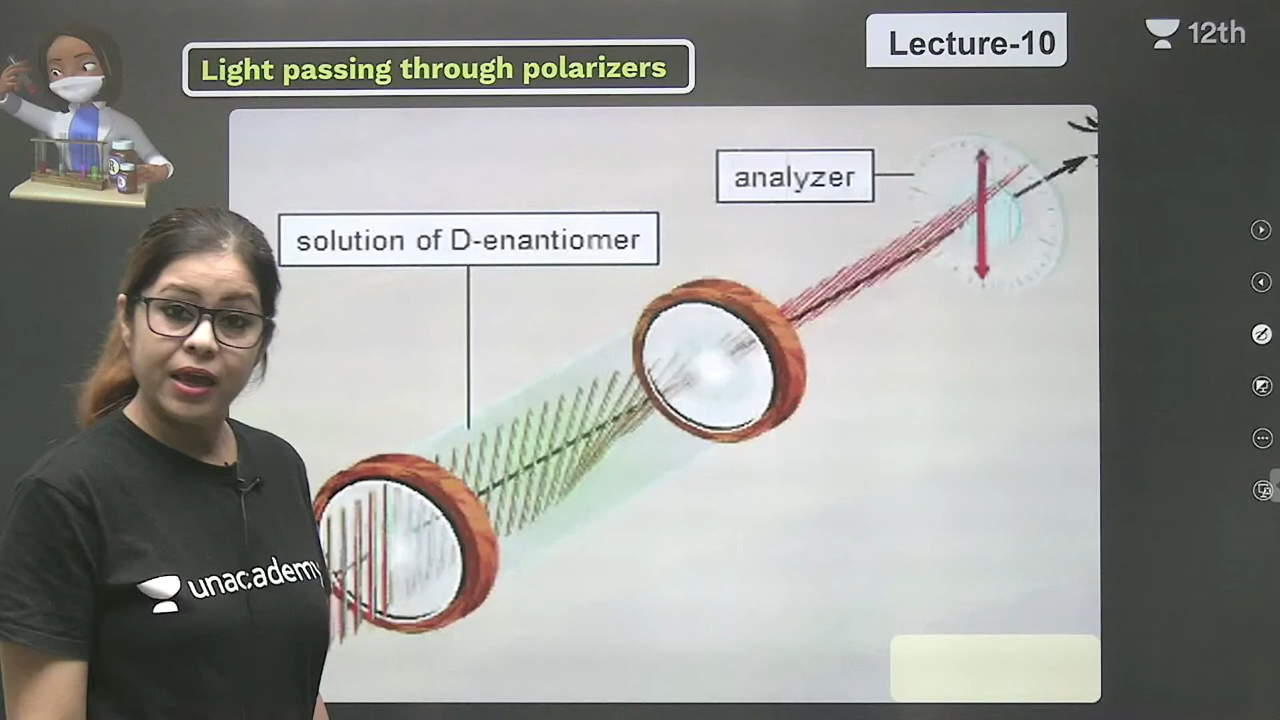 Light passing through polarizers
Lecture-10
12th
analyzer
solution of D-enantiomer
unacademy